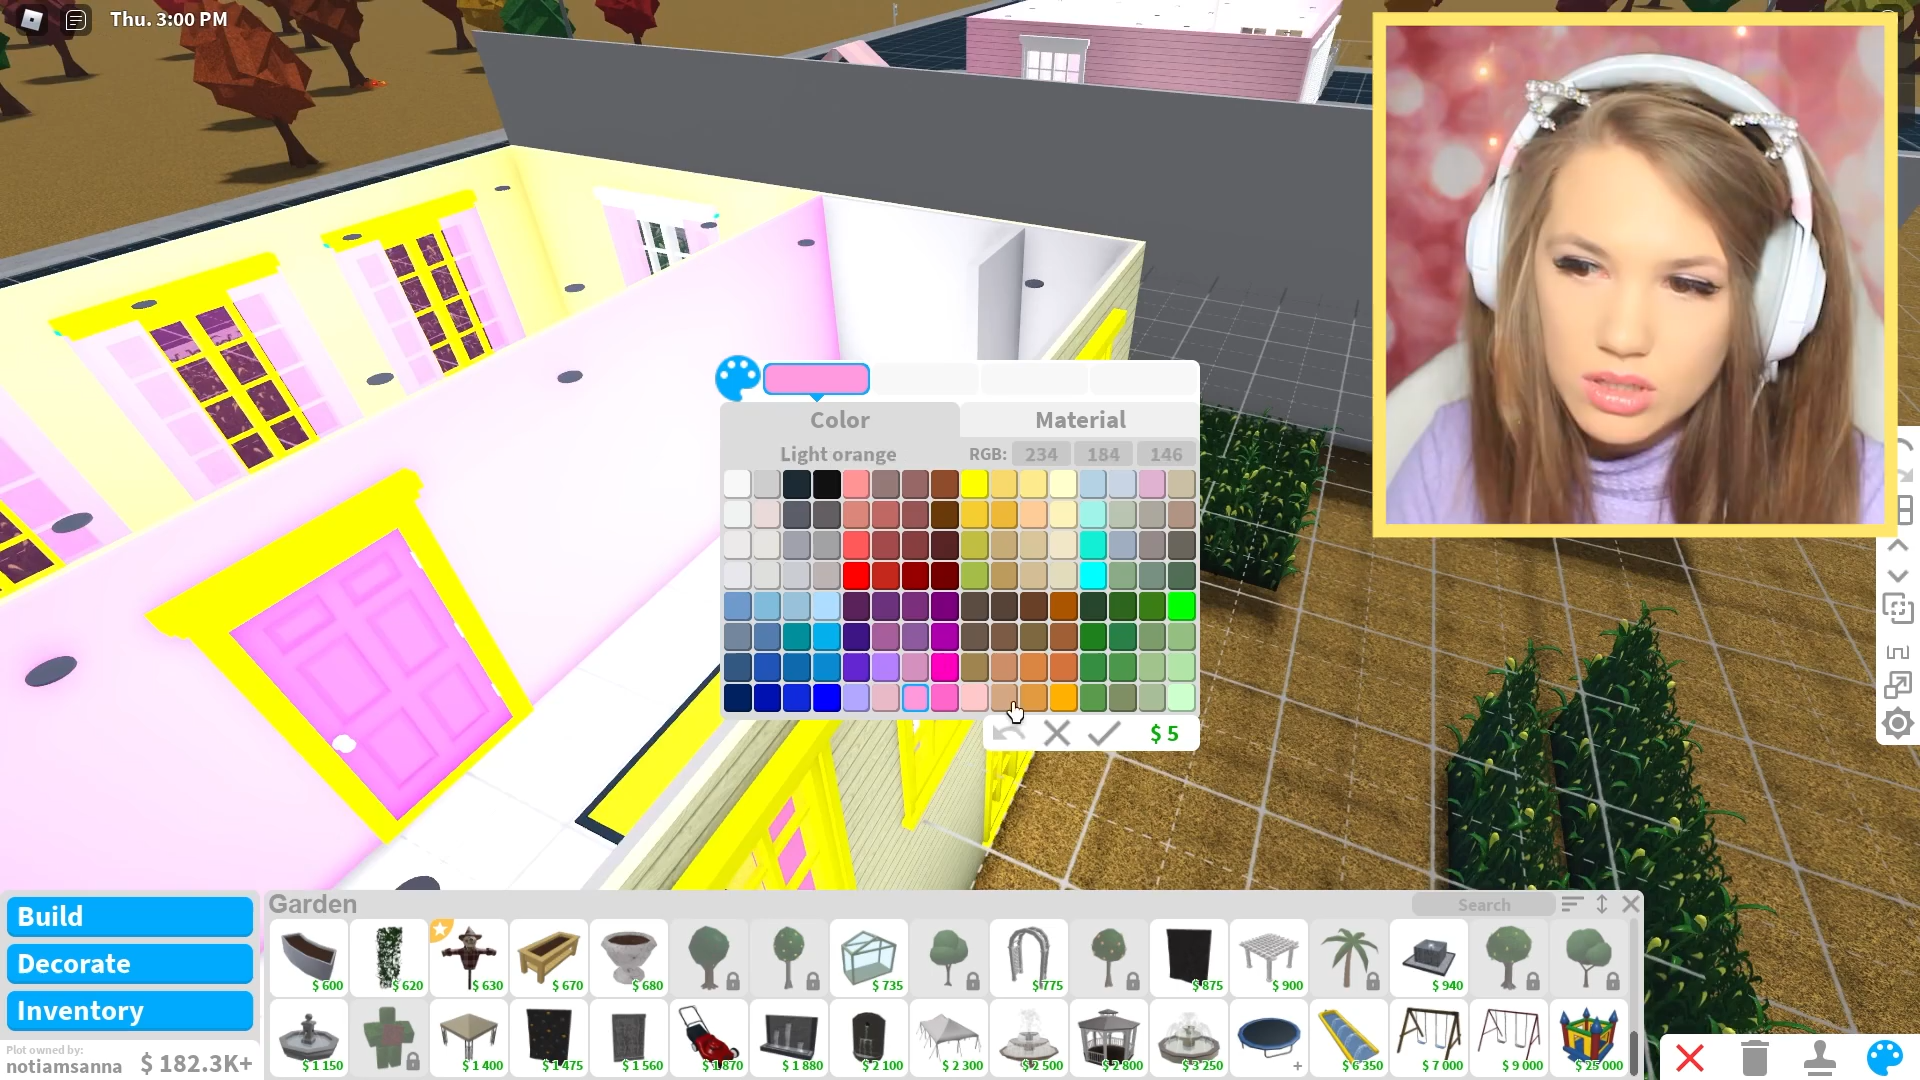 Thu. 3:00 PM
Color
Material
Light orange
RGB: 234 184 146
$ 5
Garden
Search
Build
Decorate
Inventory
$ 600
$ 620
$ 630
$ 670
$ 680
$ 735
$ 775
$ 875
$ 900
$ 940
$ 1 150
$ 1 400
$ 1 475
$ 1 560
$ 1 870
$ 1 880
$ 2 100
$ 2 300
$ 2 500
$ 2 800
$ 3 250
+
$ 6 350
$ 7 000
$ 9 000
$ 25 000
Plot owned by:
notiamsanna
$ 182.3K+